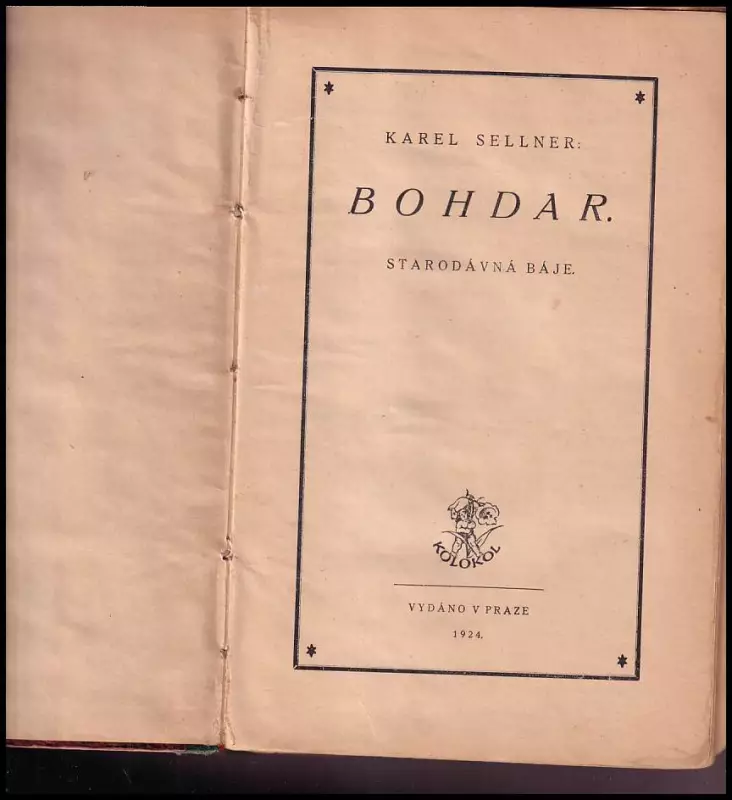 KAREL SELLNER:
BOHDAR.
STARODÁVNÁ BÁJE.
KOLOKOL
VYDÁNO V PRAZE
1924.